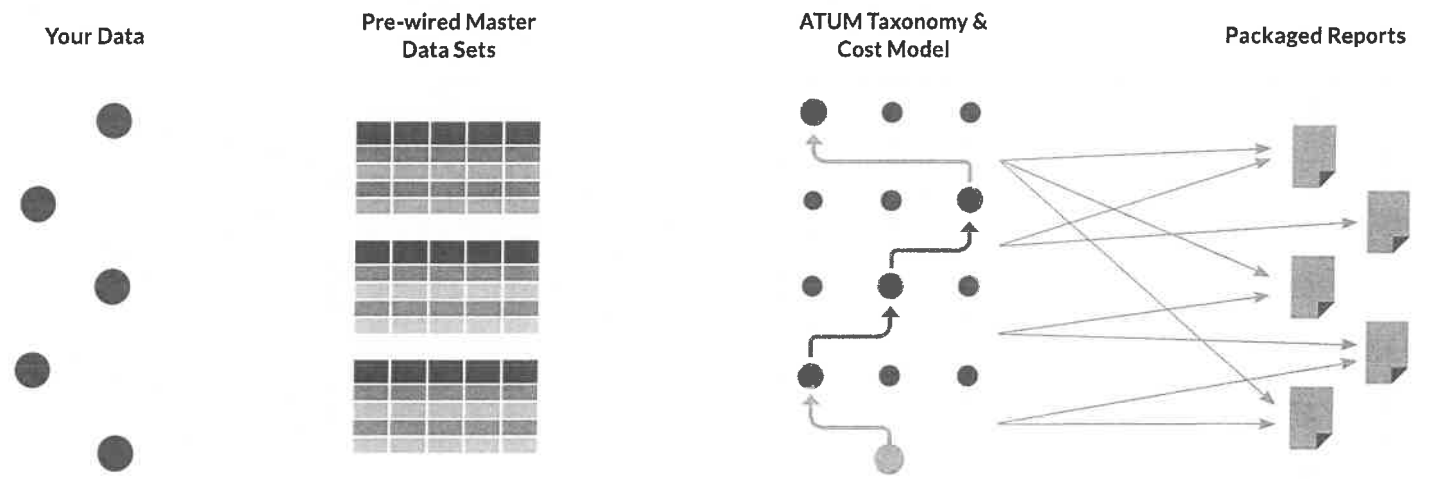 Your Data
Pre-wired Master
Data Sets
ATUM Taxonomy &
Cost Model
Packaged Reports